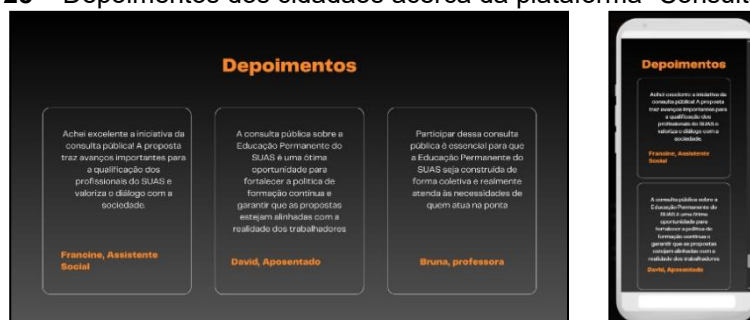 Depoimentos dos cidadãos acerca da plataforma
Depoimentos
Achei excelente a iniciativa da
consulta pública! A proposta
traz avanços importantes para
a qualificação dos
profissionais do SUAS e
valoriza o diálogo com a
sociedade.
Francine, Assistente
Social
A consulta pública sobre a
Educação Permanente do
SUAS é uma ótima
oportunidade para
fortalecer a política de
formação contínua e
garantir que as propostas
estejam alinhadas com a
realidade dos trabalhadores
David, Aposentado
Participar dessa consulta
pública é essencial para que
a Educação Permanente do
SUAS seja construída de
forma coletiva e realmente
atenda às necessidades de
quem atua na ponta
Bruna, professora
Depoimentos
Achei excelente a iniciativa da
consulta pública! A proposta
traz avanços importantes para
a qualificação dos
profissionais do SUAS e
valoriza o diálogo com a
sociedade.
Francine, Assistente
Social
A consulta pública sobre a
Educação Permanente do
SUAS é uma ótima
oportunidade para
fortalecer a política de
formação contínua e
garantir que as propostas
estejam alinhadas com a
realidade dos trabalhadores
David, Aposentado